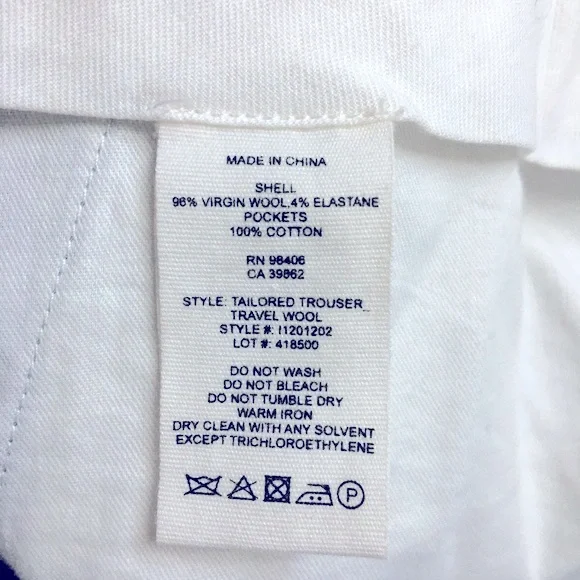 MADE IN CHINA
SHELL
96% VIRGIN WOOL,4% ELASTANE
POCKETS
100% COTTON
RN 98406
CA 39862
STYLE: TAILORED TROUSER_
TRAVEL WOOL
STYLE #: I1201202
LOT #: 418500
DO NOT WASH
DO NOT BLEACH
DO NOT TUMBLE DRY
WARM IRON
DRY CLEAN WITH ANY SOLVENT
EXCEPT TRICHLOROETHYLENE
P